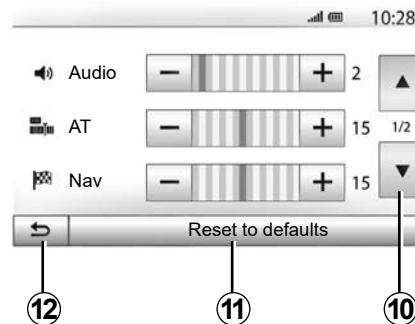 10:28
Audio − + 2
AT − + 15
1/2
Nav − + 15
Reset to defaults
12 11 10